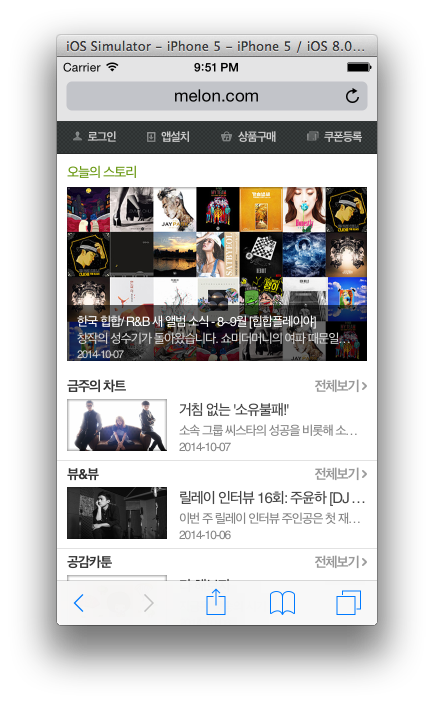 iOS Simulator – iPhone 5 – iPhone 5 / iOS 8.0...
Carrier 9:51 PM
melon.com
로그인 앱설치 상품구매 쿠폰등록
오늘의 스토리
한국 힙합/ R&B 새 앨범 소식 - 8~9월 [힙합플레이야]
창작의 성수기가 돌아왔습니다. 쇼미더머니의 여파 때문일...
2014-10-07
금주의 차트 전체보기
거침 없는 '소유불패!'
소속 그룹 씨스타의 성공을 비롯해 소...
2014-10-07
뷰&뷰 전체보기
릴레이 인터뷰 16회: 주윤하 [DJ ...
이번 주 릴레이 인터뷰 주인공은 첫 재...
2014-10-06
공감카툰 전체보기